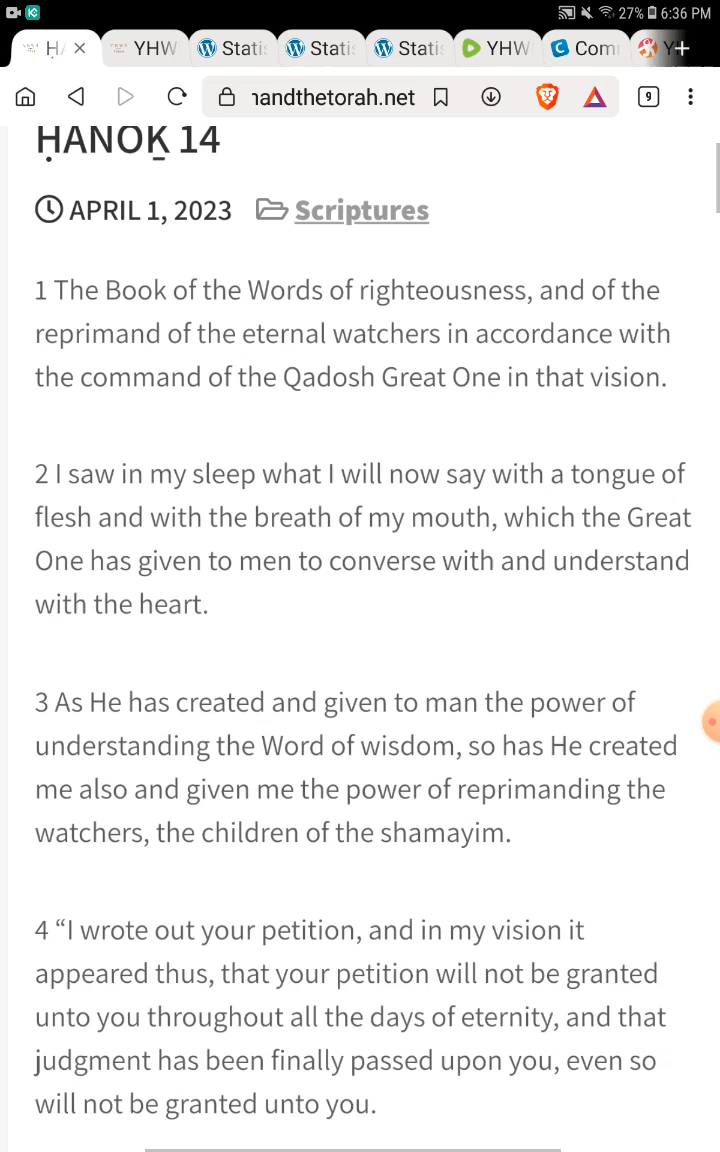 27% 6:36 PM
Ḥ/ × YHW Stati Stati Stati YHW Com Y +
nandthetorah.net 9
ḤANOḴ 14
APRIL 1, 2023 Scriptures
1 The Book of the Words of righteousness, and of the
reprimand of the eternal watchers in accordance with
the command of the Qadosh Great One in that vision.
2 I saw in my sleep what I will now say with a tongue of
flesh and with the breath of my mouth, which the Great
One has given to men to converse with and understand
with the heart.
3 As He has created and given to man the power of
understanding the Word of wisdom, so has He created
me also and given me the power of reprimanding the
watchers, the children of the shamayim.
4 “I wrote out your petition, and in my vision it
appeared thus, that your petition will not be granted
unto you throughout all the days of eternity, and that
judgment has been finally passed upon you, even so
will not be granted unto you.